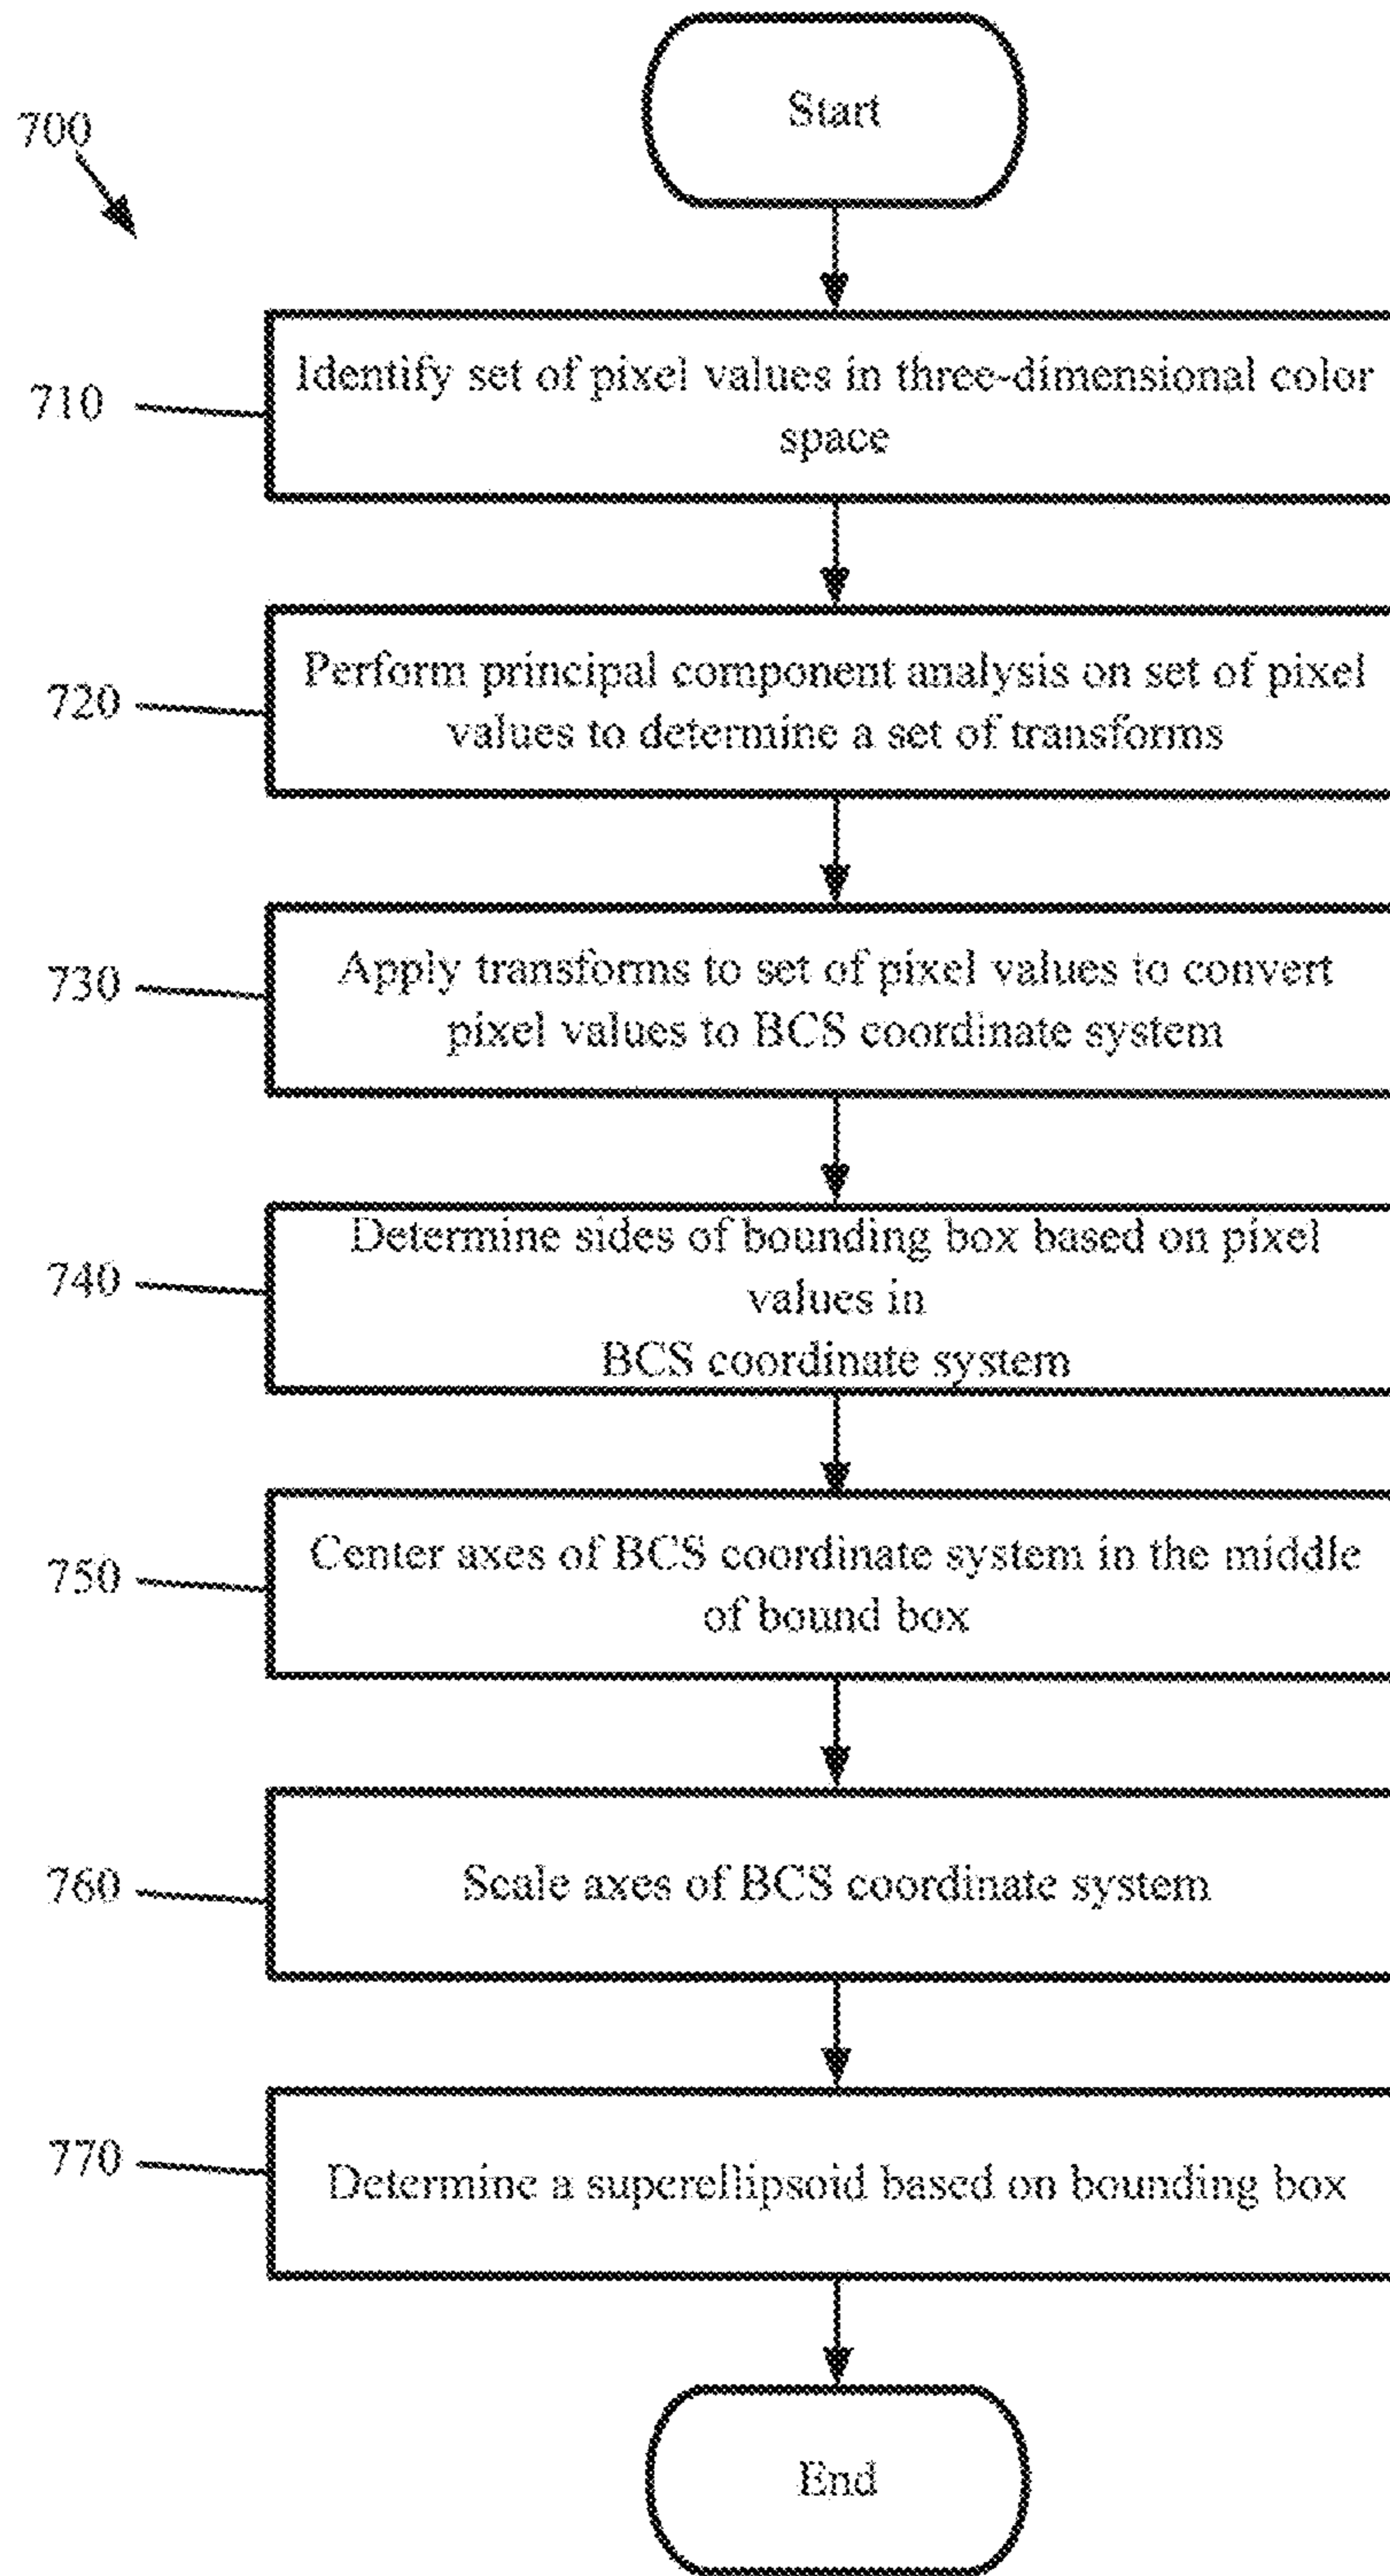 Start
700
710
Identify set of pixel values in three-dimensional color
space
720
Perform principal component analysis on set of pixel
values to determine a set of transforms
730
Apply transforms to set of pixel values to convert
pixel values to BCS coordinate system
740
Determine sides of bounding box based on pixel
values in
BCS coordinate system
750
Center axes of BCS coordinate system in the middle
of bound box
760
Scale axes of BCS coordinate system
770
Determine a superellipsoid based on bounding box
End